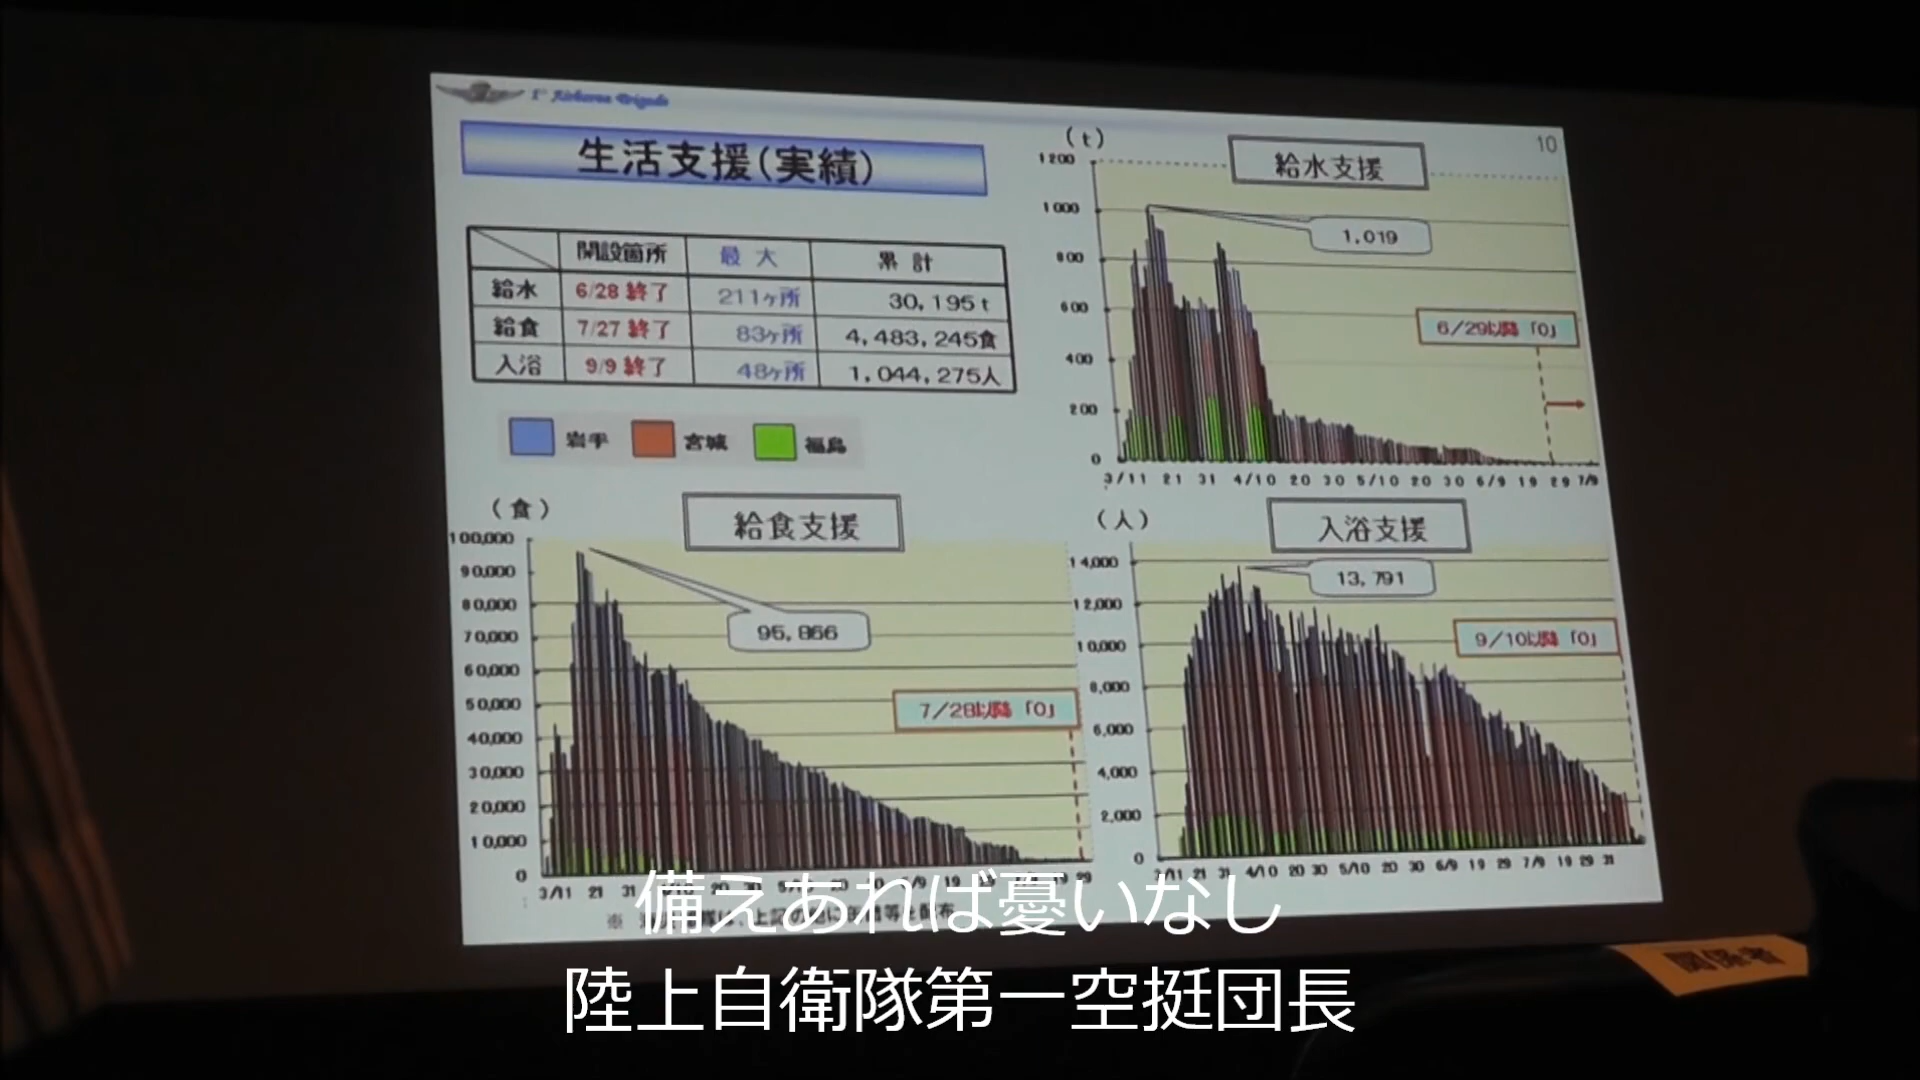 1st Airborne Brigade
10
生活支援(実績)
開設箇所 最大 累計
給水 6/28 終了 211ヶ所 30,195t
給食 7/27 終了 83ヶ所 4,483,245食
入浴 9/9 終了 48ヶ所 1,044,275人
岩手 宮城 福島
(t)
給水支援
1200
1000
800
600
400
200
0
1,019
6/29以降「0」
3/11 21 31 4/10 20 30 5/10 20 30 6/9 19 29 7/9
(食)
給食支援
100,000
90,000
80,000
70,000
60,000
50,000
40,000
30,000
20,000
10,000
0
95,866
7/28以降「0」
3/11 21 31
29
(人)
入浴支援
14,000
12,000
10,000
8,000
6,000
4,000
2,000
0
13,791
9/10以降「0」
3/11 21 31 4/10 20 30 5/10 20 30 6/9 19 29 7/9 19 29 31
関係者
備えあれば憂いなし
陸上自衛隊第一空挺団長